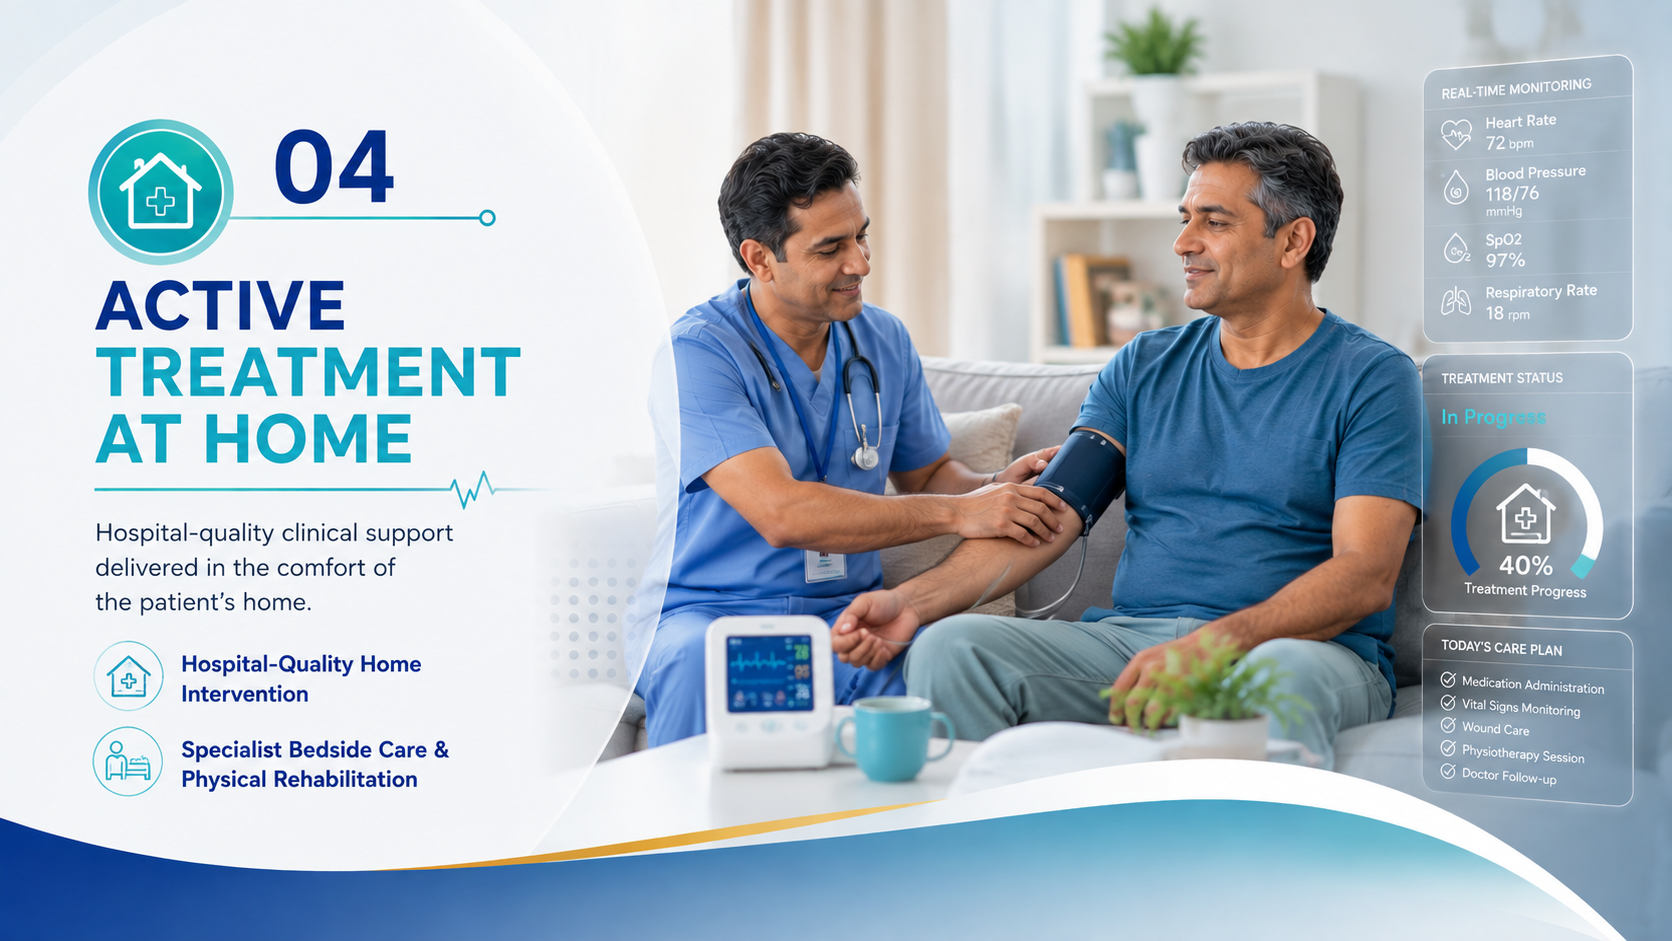 04
ACTIVE
TREATMENT
AT HOME
Hospital-quality clinical support
delivered in the comfort of
the patient's home.
Hospital-Quality Home
Intervention
Specialist Bedside Care &
Physical Rehabilitation
REAL-TIME MONITORING
Heart Rate
72 bpm
Blood Pressure
118/76
mmHg
SpO2
97%
Respiratory Rate
18 rpm
TREATMENT STATUS
In Progress
40%
Treatment Progress
TODAY'S CARE PLAN
Medication Administration
Vital Signs Monitoring
Wound Care
Physiotherapy Session
Doctor Follow-up